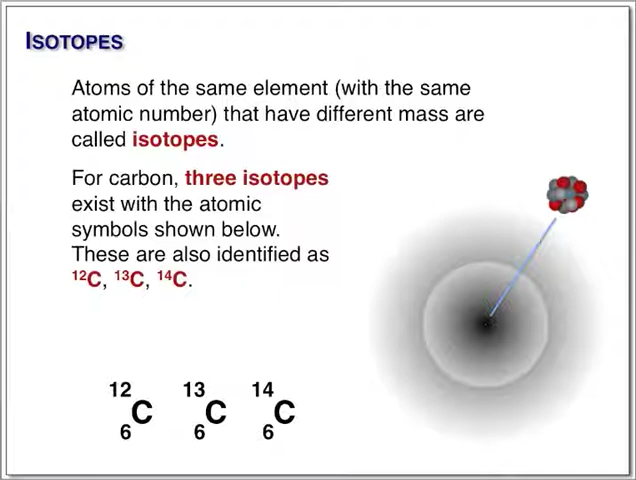 ISOTOPES
Atoms of the same element (with the same
atomic number) that have different mass are
called isotopes.
For carbon, three isotopes
exist with the atomic
symbols shown below.
These are also identified as
¹²C, ¹³C, ¹⁴C.
12 13 14
C C C
6 6 6